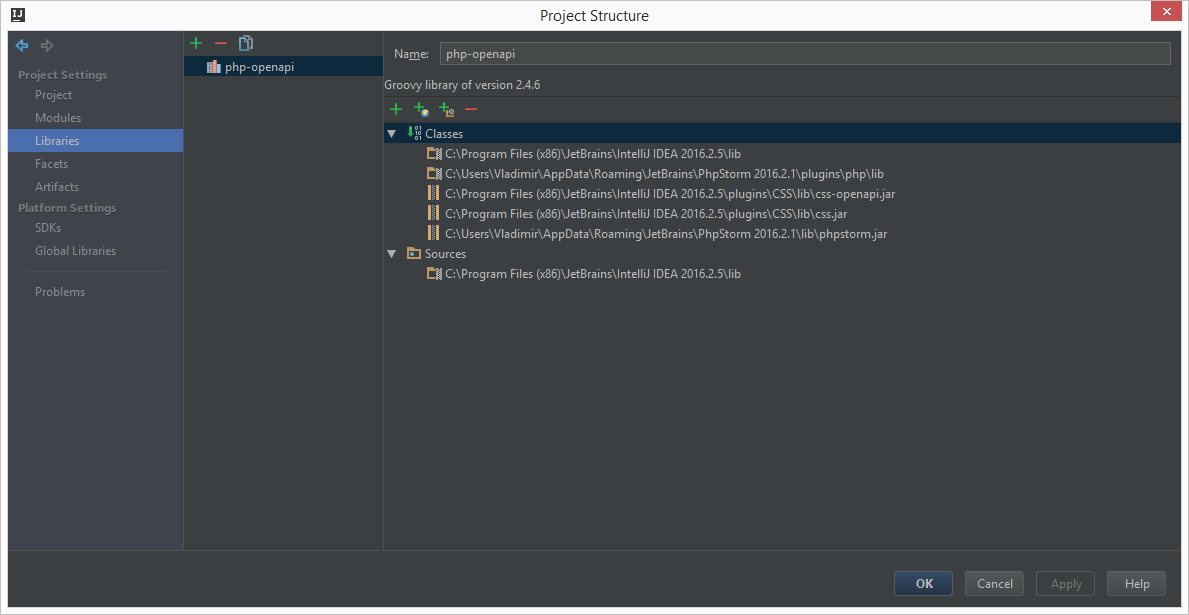 IJ
Project Structure
Project Settings
Project
Modules
Libraries
Facets
Artifacts
Platform Settings
SDKs
Global Libraries
Problems
php-openapi
Name: php-openapi
Groovy library of version 2.4.6
Classes
C:\Program Files (x86)\JetBrains\IntelliJ IDEA 2016.2.5\lib
C:\Users\Vladimir\AppData\Roaming\JetBrains\PhpStorm 2016.2.1\plugins\php\lib
C:\Program Files (x86)\JetBrains\IntelliJ IDEA 2016.2.5\plugins\CSS\lib\css-openapi.jar
C:\Program Files (x86)\JetBrains\IntelliJ IDEA 2016.2.5\plugins\CSS\lib\css.jar
C:\Users\Vladimir\AppData\Roaming\JetBrains\PhpStorm 2016.2.1\lib\phpstorm.jar
Sources
C:\Program Files (x86)\JetBrains\IntelliJ IDEA 2016.2.5\lib
OK Cancel Apply Help